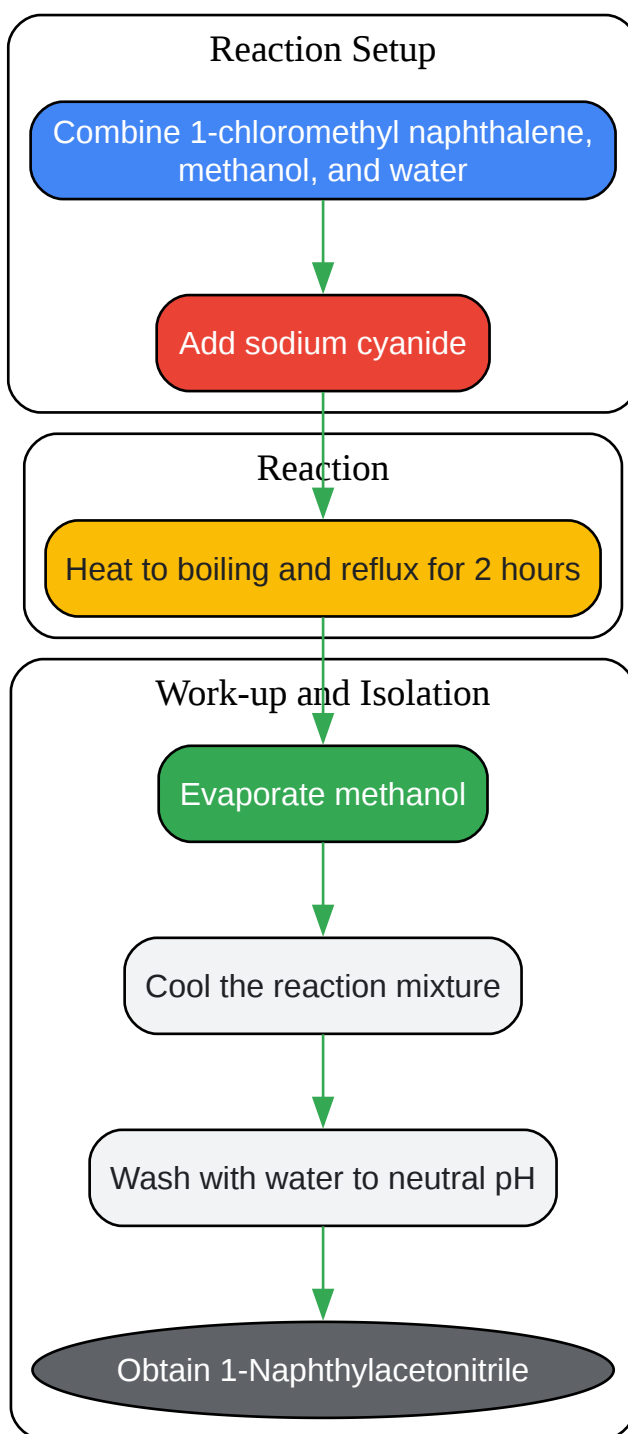 Reaction Setup
Combine 1-chloromethyl naphthalene,
methanol, and water
Add sodium cyanide
Reaction
Heat to boiling and reflux for 2 hours
Work-up and Isolation
Evaporate methanol
Cool the reaction mixture
Wash with water to neutral pH
Obtain 1-Naphthylacetonitrile